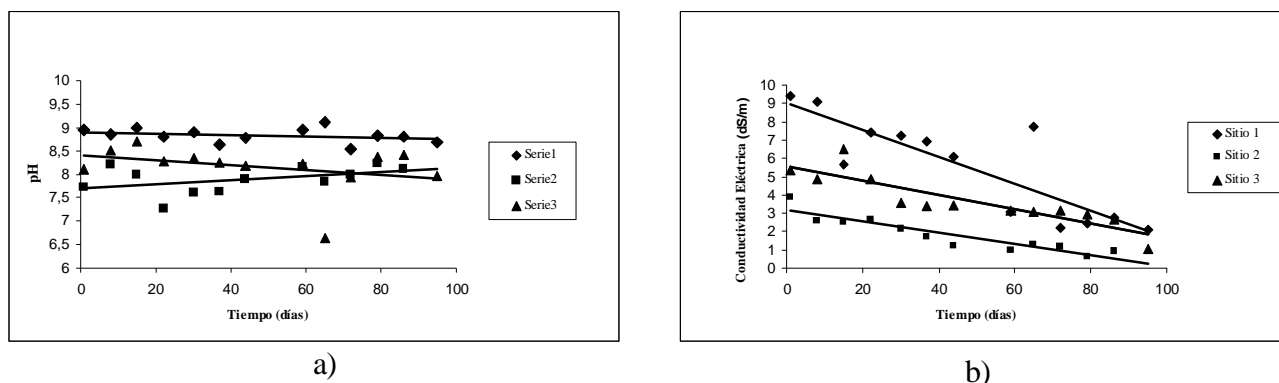 10
9,5
9
8,5
8
7,5
7
6,5
6
pH
0 20 40 60 80 100
Tiempo (días)
Serie1
Serie2
Serie3
a)
10
9
8
7
6
5
4
3
2
1
0
Conductividad Eléctrica (dS/m)
0 20 40 60 80 100
Tiempo (días)
Sitio 1
Sitio 2
Sitio 3
b)